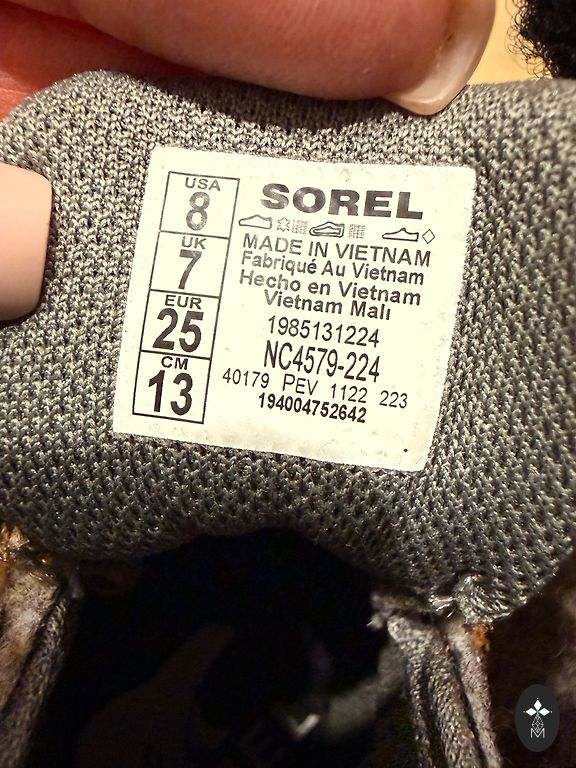 USA
8
UK
7
EUR
25
CM
13
SOREL
MADE IN VIETNAM
Fabriqué Au Vietnam
Hecho en Vietnam
Vietnam Malı
1985131224
NC4579-224
40179 PEV 1122 223
194004752642
M